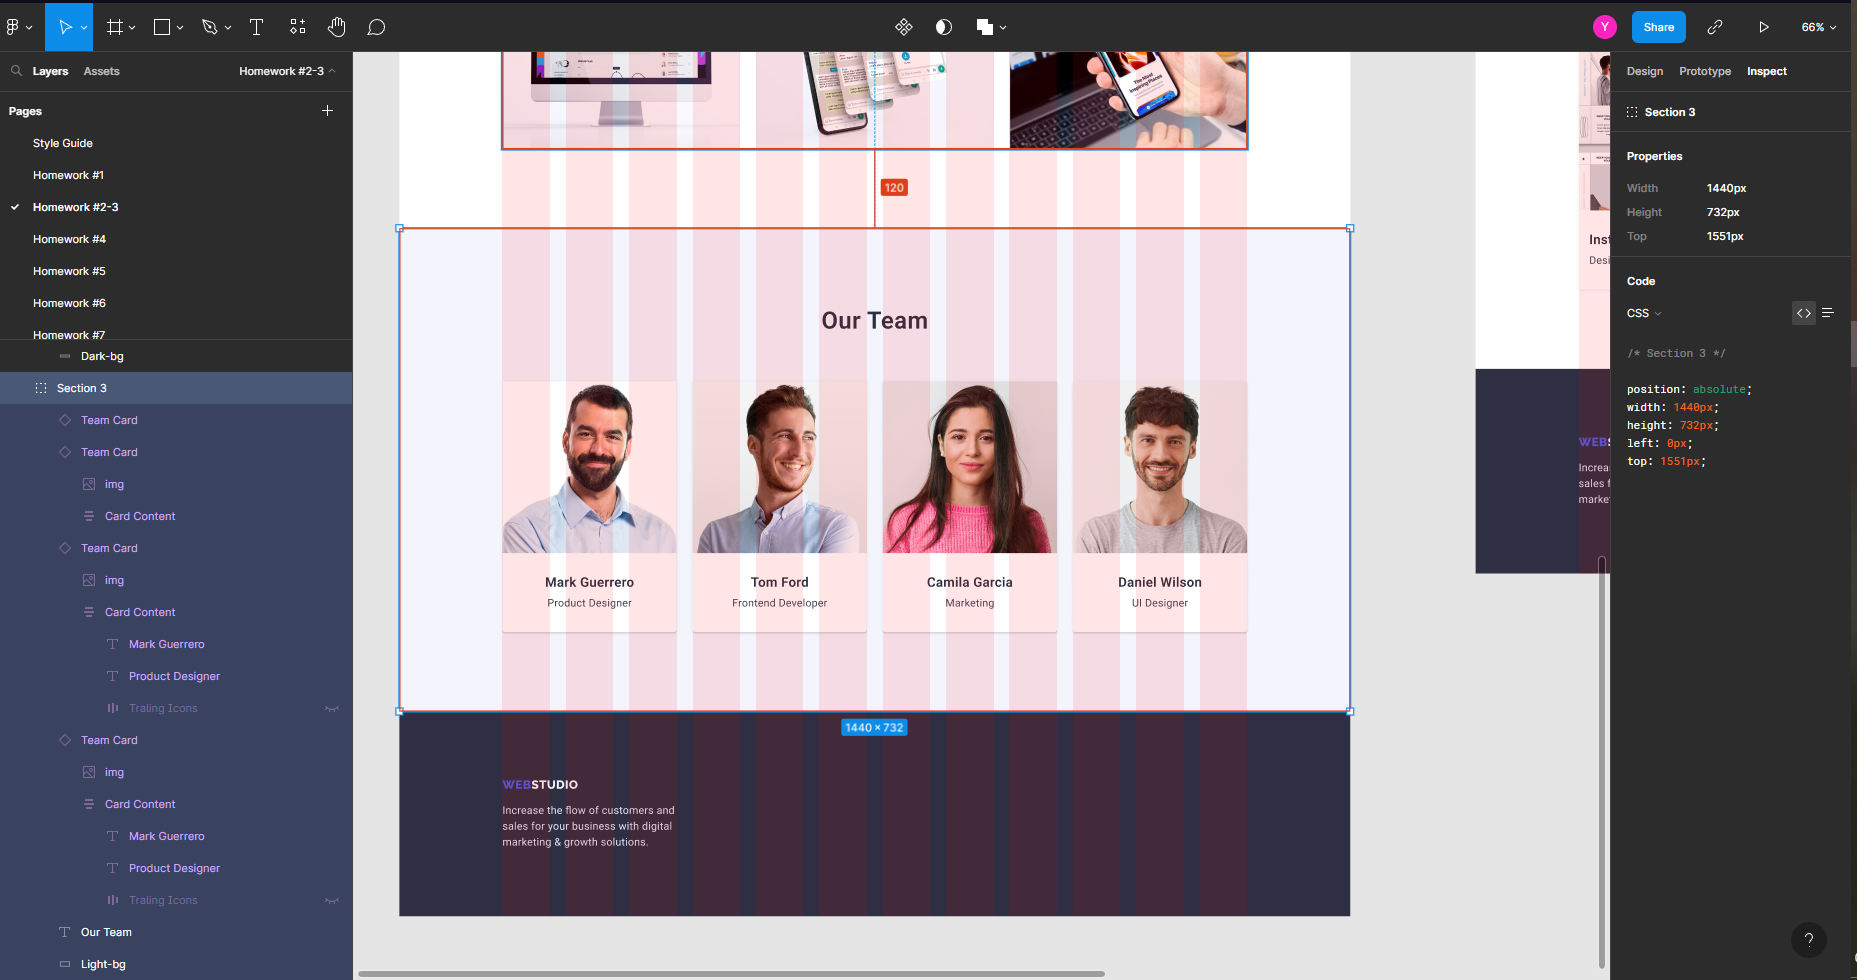 Y
Share
66%
Layers
Assets
Homework #2-3
Design
Prototype
Inspect
Pages
Style Guide
Homework #1
Homework #2-3
Homework #4
Homework #5
Homework #6
Homework #7
Dark-bg
Section 3
Team Card
Team Card
img
Card Content
Team Card
img
Card Content
Mark Guerrero
Product Designer
Traling Icons
Team Card
img
Card Content
Mark Guerrero
Product Designer
Traling Icons
Our Team
Light-bg
The Most
Inspiring Places
120
Our Team
Mark Guerrero
Product Designer
Tom Ford
Frontend Developer
Camila Garcia
Marketing
Daniel Wilson
UI Designer
1440 × 732
WEBSTUDIO
Increase the flow of customers and
sales for your business with digital
marketing & growth solutions.
Inst
Desi
WEBS
Increa
sales f
market
Section 3
Properties
Width 1440px
Height 732px
Top 1551px
Code
CSS
/* Section 3 */
position: absolute;
width: 1440px;
height: 732px;
left: 0px;
top: 1551px;
?